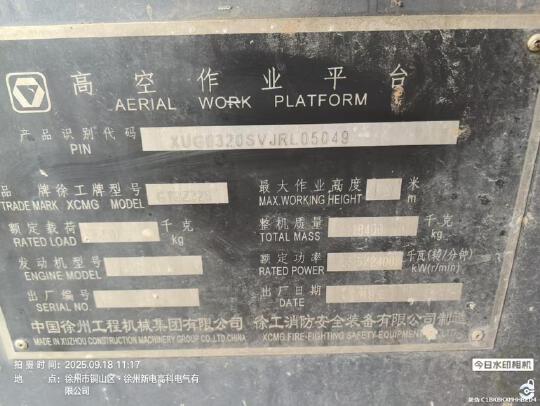 高空作业平台
AERIAL WORK PLATFORM
产品识别代码
PIN
XUG0320SVJRL05049
品 牌 徐工牌 型号
TRADE MARK XCMG MODEL
最大作业高度 米
MAX.WORKING HEIGHT m
额定载荷 千克
RATED LOAD kg
整机质量 千克
TOTAL MASS kg
发动机型号
ENGINE MODEL
额定功率 千瓦(转/分钟)
RATED POWER kW(r/min)
出厂编号
SERIAL NO.
出厂日期
DATE
中国徐州工程机械集团有限公司 徐工消防安全装备有限公司制造
MADE IN XUZHOU CONSTRUCTION MACHINERY GROUP CO.,LTD.CHINA XCMG FIRE-FIGHTING SAFETY EQUIPMENT CO.,LTD
拍摄时间:2025.09.18 11:17
地点:徐州市铜山区·徐州新电高科电气有限公司
今日水印相机